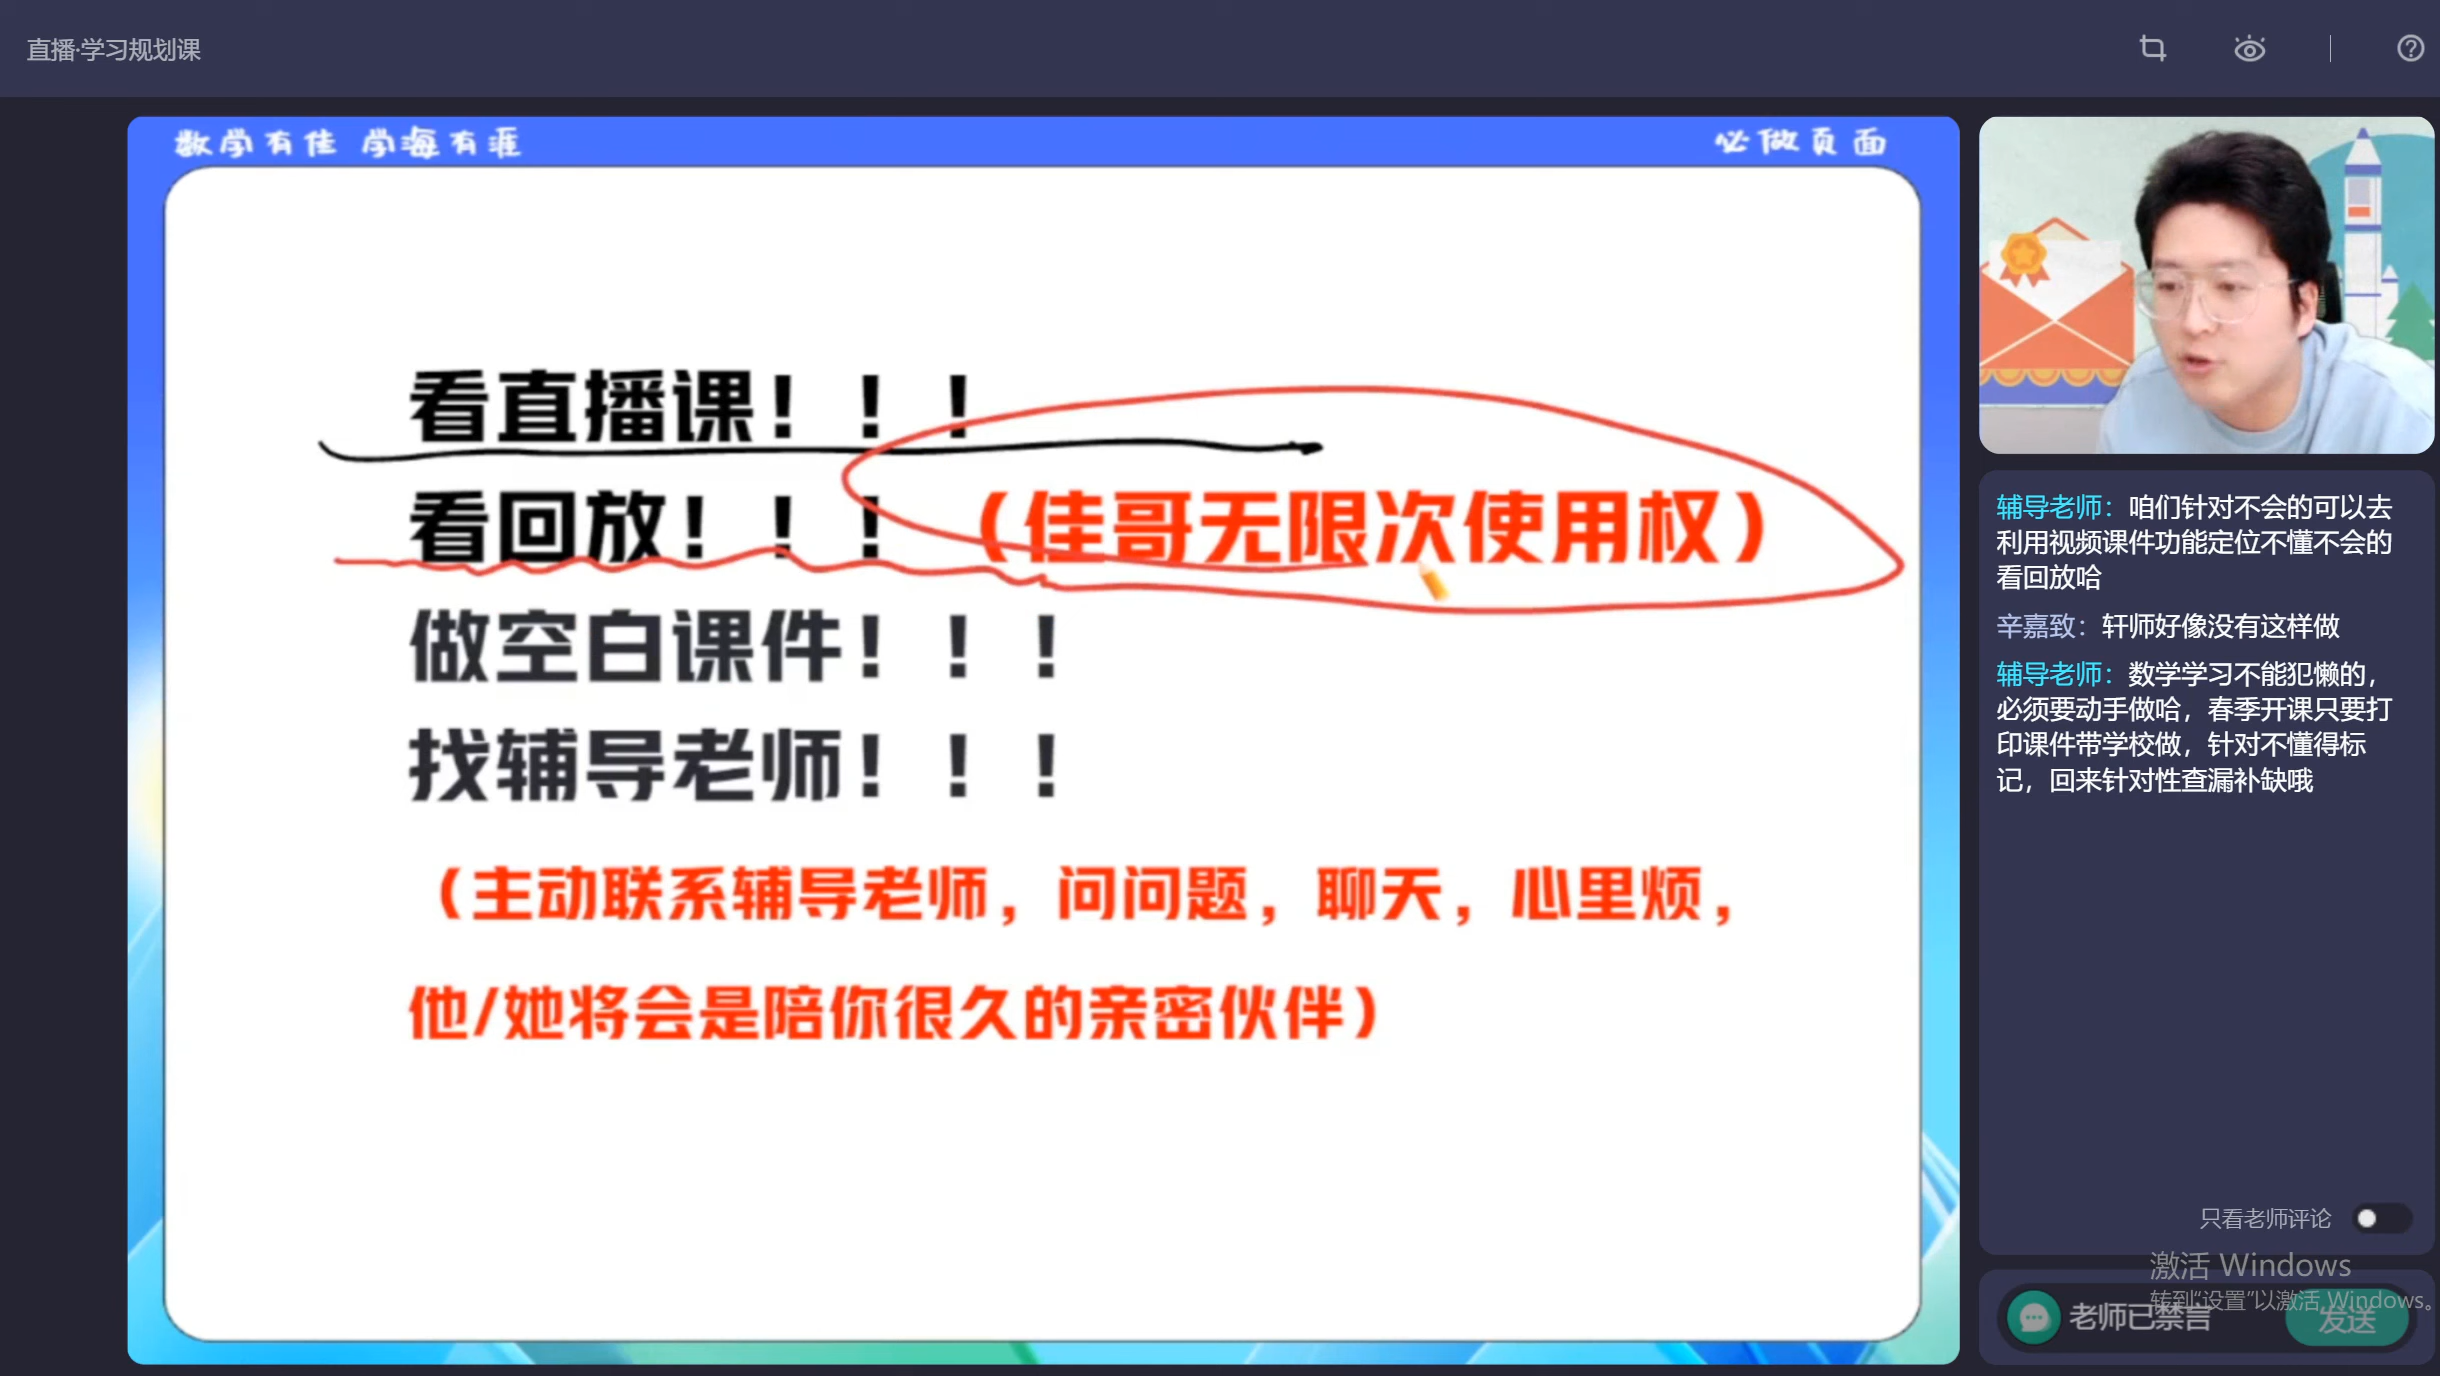 直播·学习规划课
数学有佳 学海有涯
必做页面
看直播课！！！
看回放！！！（佳哥无限次使用权）
做空白课件！！！
找辅导老师！！！
（主动联系辅导老师，问问题，聊天，心里烦，
他/她将会是陪你很久的亲密伙伴）
辅导老师：咱们针对不会的可以去
利用视频课件功能定位不懂不会的
看回放哈
辛嘉致：轩师好像没有这样做
辅导老师：数学学习不能犯懒的，
必须要动手做哈，春季开课只要打
印课件带学校做，针对不懂得标
记，回来针对性查漏补缺哦
只看老师评论
激活 Windows
转到"设置"以激活 Windows。
老师已禁言
发送